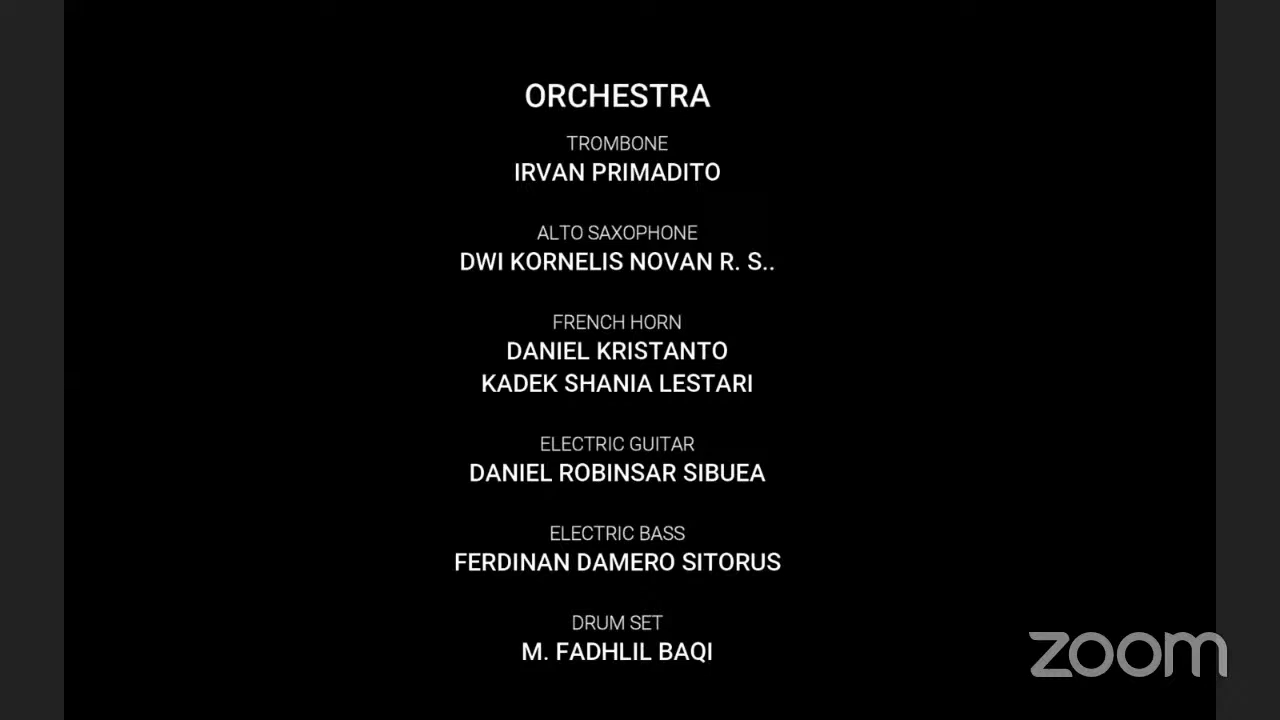 ORCHESTRA
TROMBONE
IRVAN PRIMADITO
ALTO SAXOPHONE
DWI KORNELIS NOVAN R. S..
FRENCH HORN
DANIEL KRISTANTO
KADEK SHANIA LESTARI
ELECTRIC GUITAR
DANIEL ROBINSAR SIBUEA
ELECTRIC BASS
FERDINAN DAMERO SITORUS
DRUM SET
M. FADHLIL BAQI
zoom